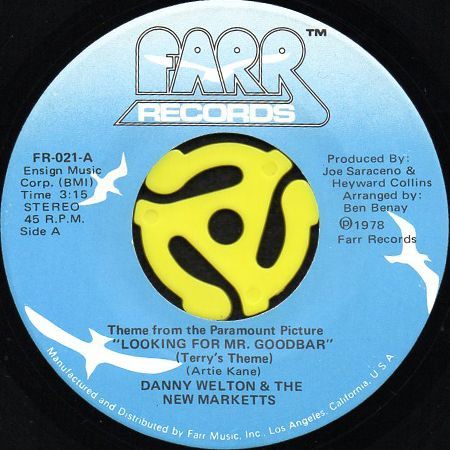 FARR™
RECORDS
FR-021-A
Ensign Music
Corp. (BMI)
Time 3:15
STEREO
45 R.P.M.
Side A
Produced By:
Joe Saraceno &
Heyward Collins
Arranged by:
Ben Benay
℗1978
Farr Records
Theme from the Paramount Picture
"LOOKING FOR MR. GOODBAR"
(Terry's Theme)
(Artie Kane)
DANNY WELTON & THE
NEW MARKETTS
Manufactured and Distributed by Farr Music, Inc., Los Angeles, California, U.S.A.